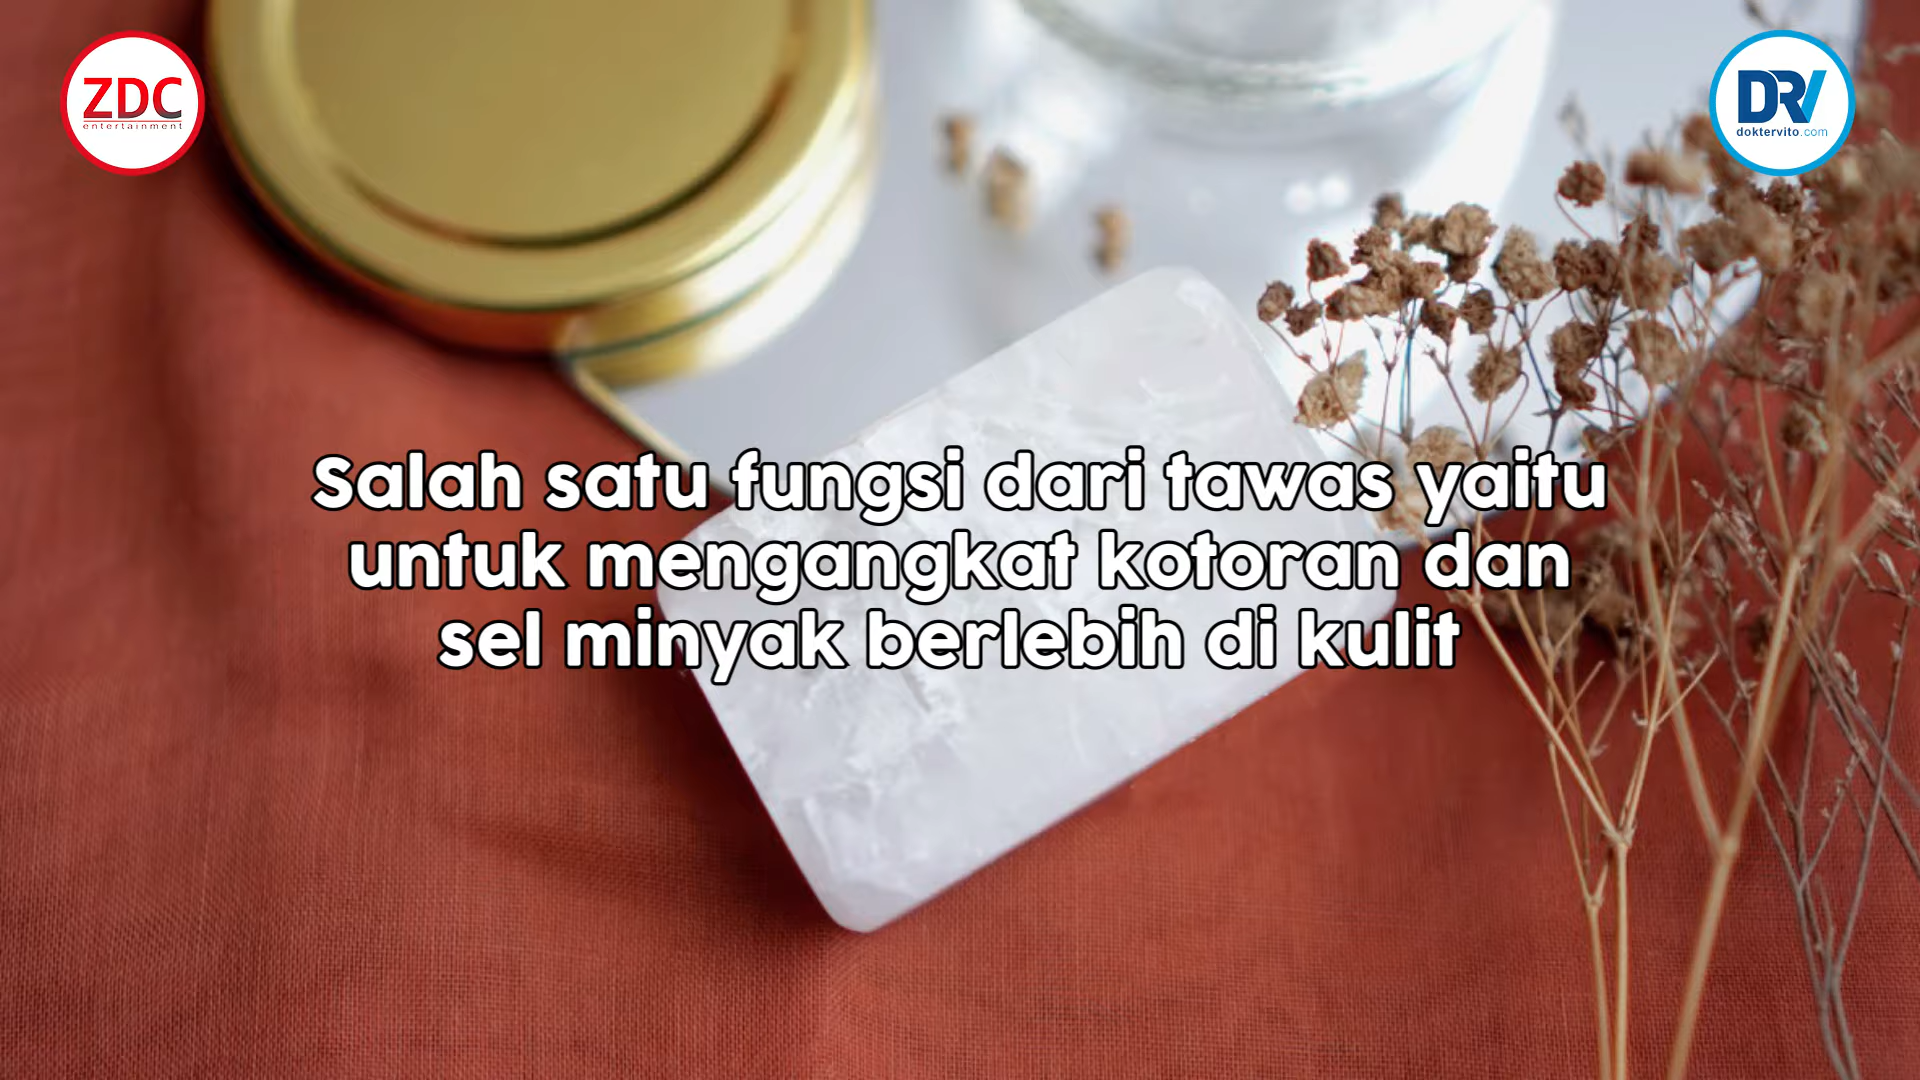 ZDC
entertainment
DRV
doktervito.com
Salah satu fungsi dari tawas yaitu
untuk mengangkat kotoran dan
sel minyak berlebih di kulit